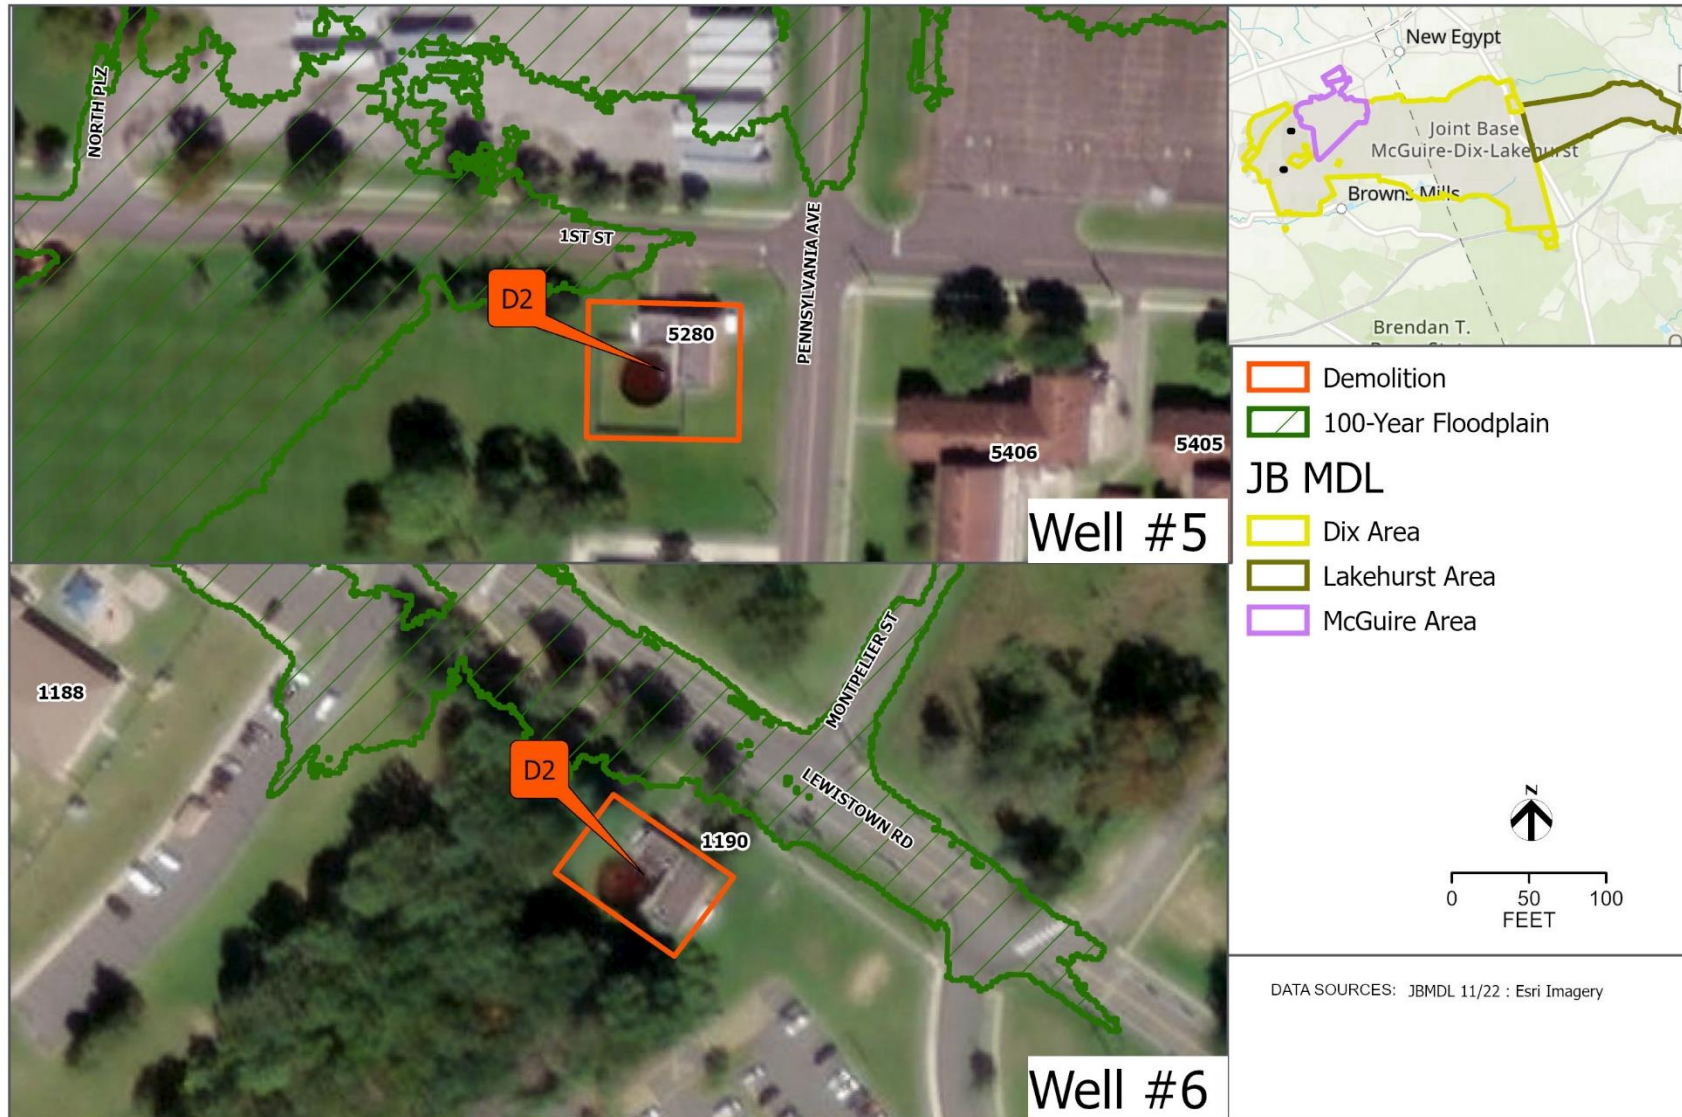 NORTH PLZ
1ST ST
D2
5280
PENNSYLVANIA AVE
5406
5405
Well #5
1188
D2
1190
MONTPELIER ST
LEWISTOWN RD
Well #6
New Egypt
Joint Base
McGuire-Dix-Lakehurst
Browns Mills
Brendan T.
Demolition
100-Year Floodplain
JB MDL
Dix Area
Lakehurst Area
McGuire Area
N
0 50 100
FEET
DATA SOURCES: JBMDL 11/22 : Esri Imagery